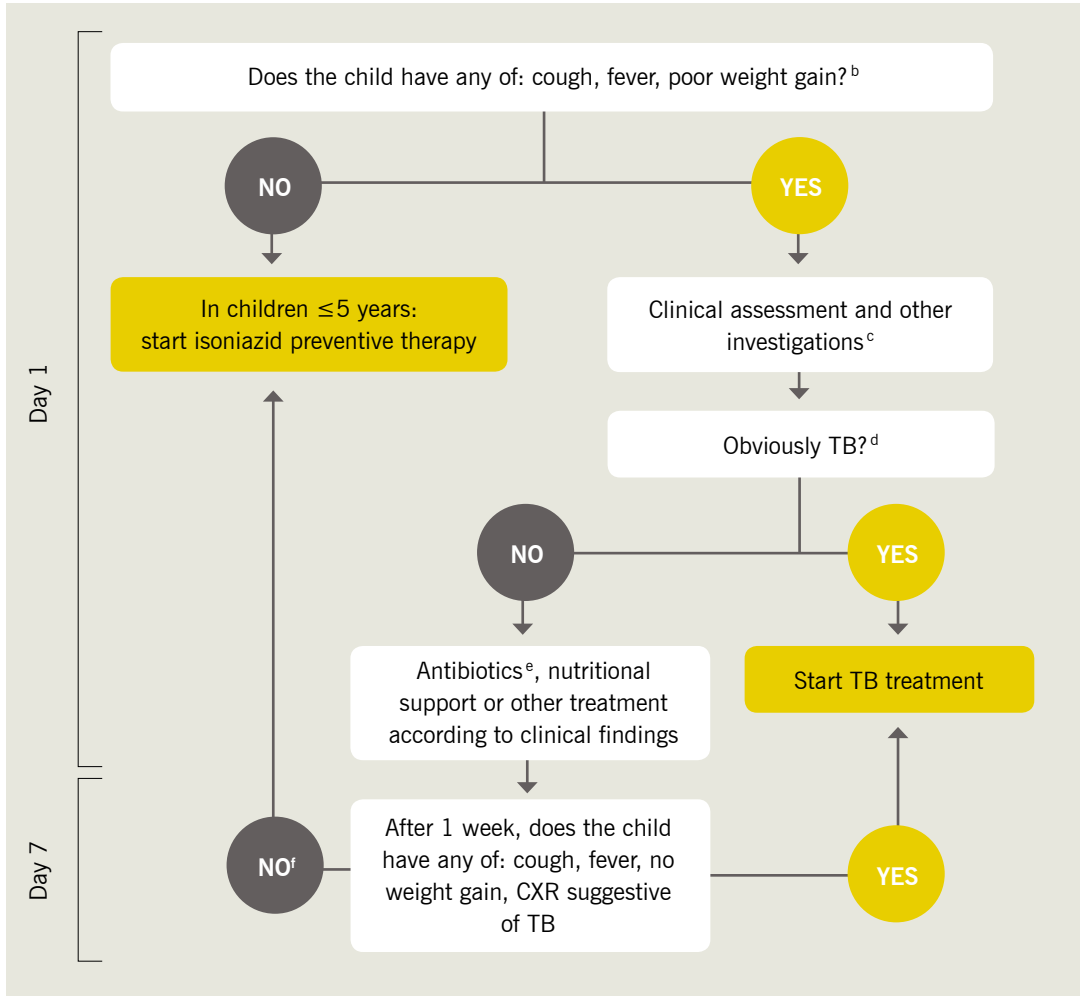 Day 1
Does the child have any of: cough, fever, poor weight gain? b
NO
YES
In children ≤5 years:
start isoniazid preventive therapy
Clinical assessment and other
investigations c
Obviously TB? d
NO
YES
Antibiotics e, nutritional
support or other treatment
according to clinical findings
Start TB treatment
Day 7
After 1 week, does the child
have any of: cough, fever, no
weight gain, CXR suggestive
of TB
NO f
YES